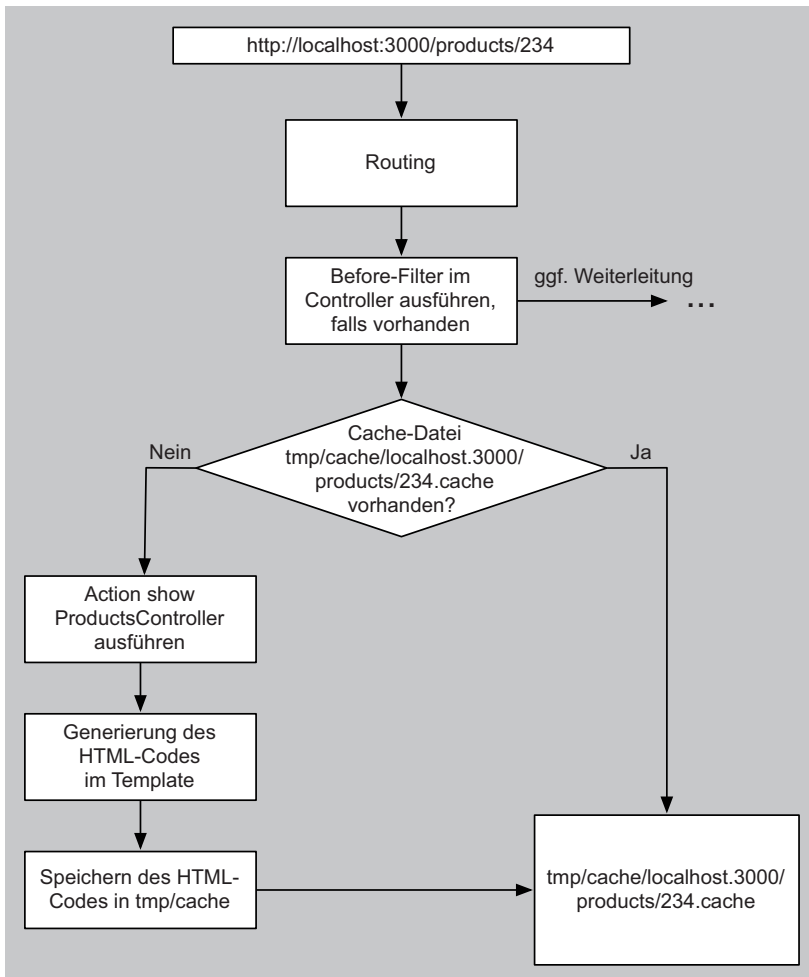 http://localhost:3000/products/234
Routing
Before-Filter im
Controller ausführen,
falls vorhanden
ggf. Weiterleitung
...
Cache-Datei
tmp/cache/localhost.3000/
products/234.cache
vorhanden?
Nein
Ja
Action show
ProductsController
ausführen
Generierung des
HTML-Codes
im Template
Speichern des HTML-
Codes in tmp/cache
tmp/cache/localhost.3000/
products/234.cache